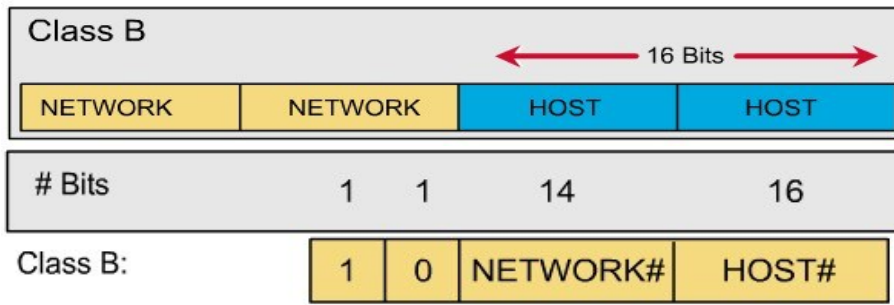 Class B
16 Bits
NETWORK NETWORK HOST HOST
# Bits 1 1 14 16
Class B: 1 0 NETWORK# HOST#